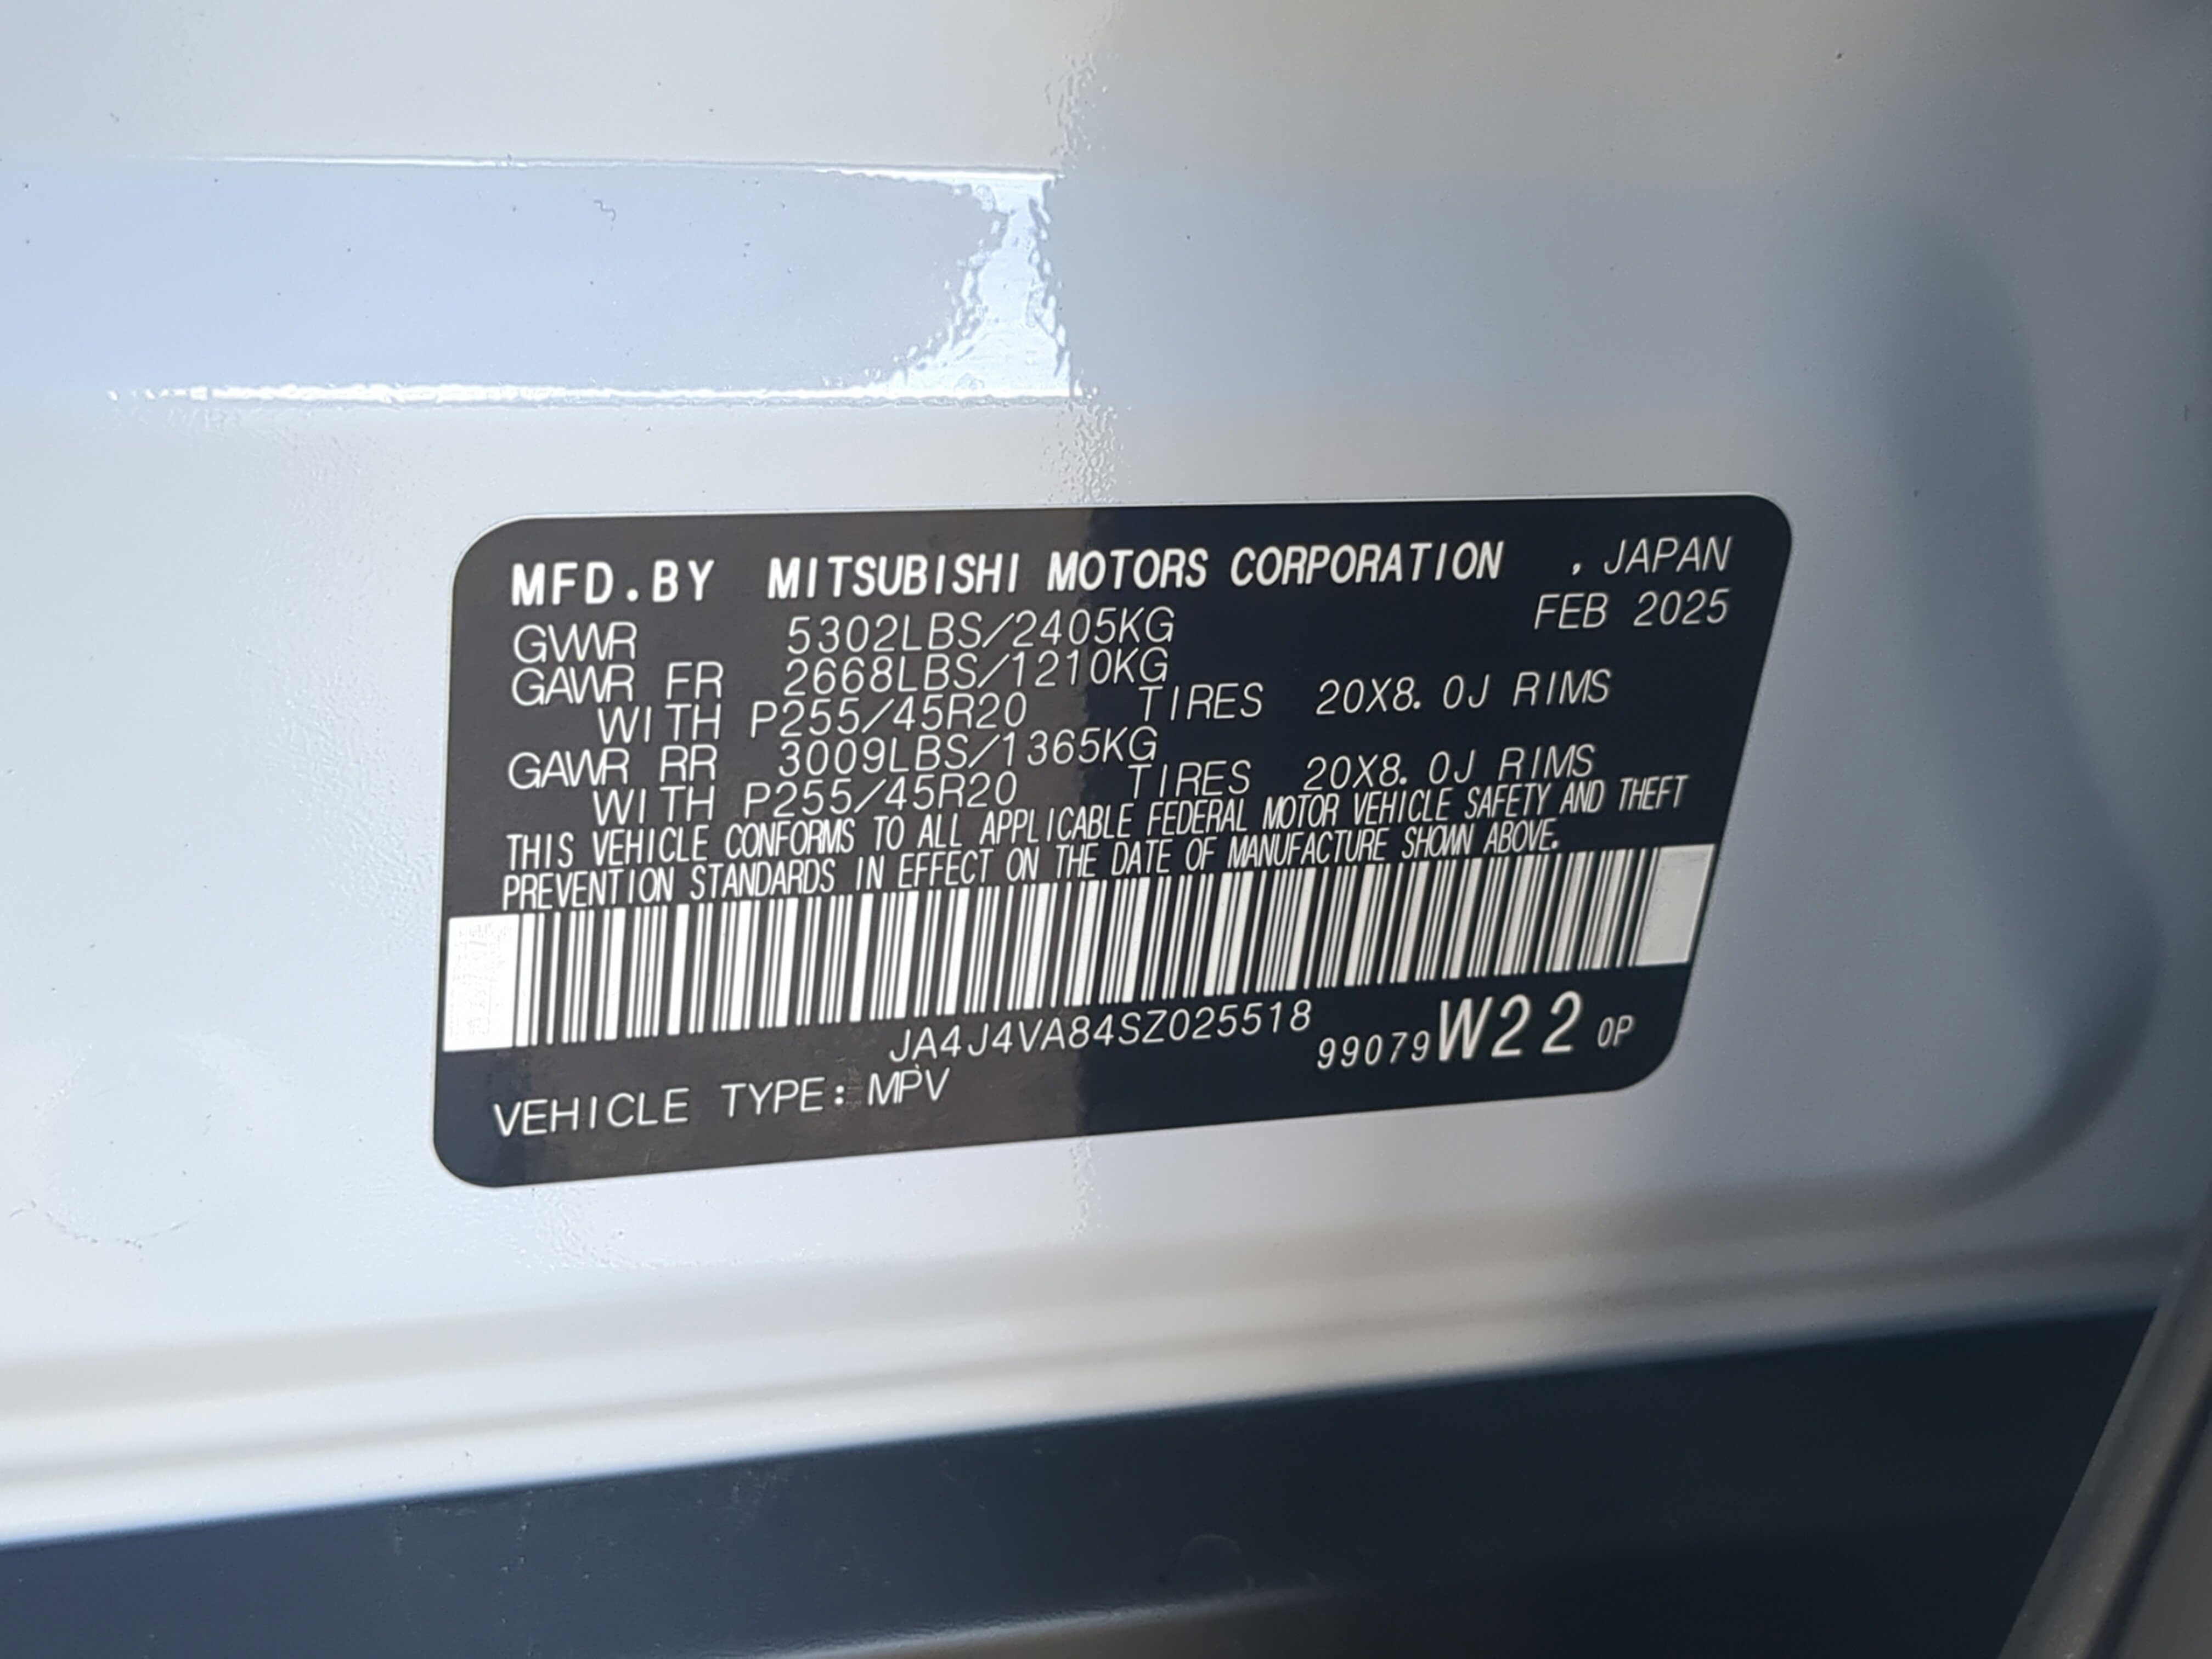 MFD.BY MITSUBISHI MOTORS CORPORATION , JAPAN
FEB 2025
GVWR 5302LBS/2405KG
GAWR FR 2668LBS/1210KG
WITH P255/45R20 TIRES 20X8.0J RIMS
GAWR RR 3009LBS/1365KG
WITH P255/45R20 TIRES 20X8.0J RIMS
THIS VEHICLE CONFORMS TO ALL APPLICABLE FEDERAL MOTOR VEHICLE SAFETY AND THEFT
PREVENTION STANDARDS IN EFFECT ON THE DATE OF MANUFACTURE SHOWN ABOVE.
JA4J4VA84SZ025518
99079 W22 0P
VEHICLE TYPE: MPV